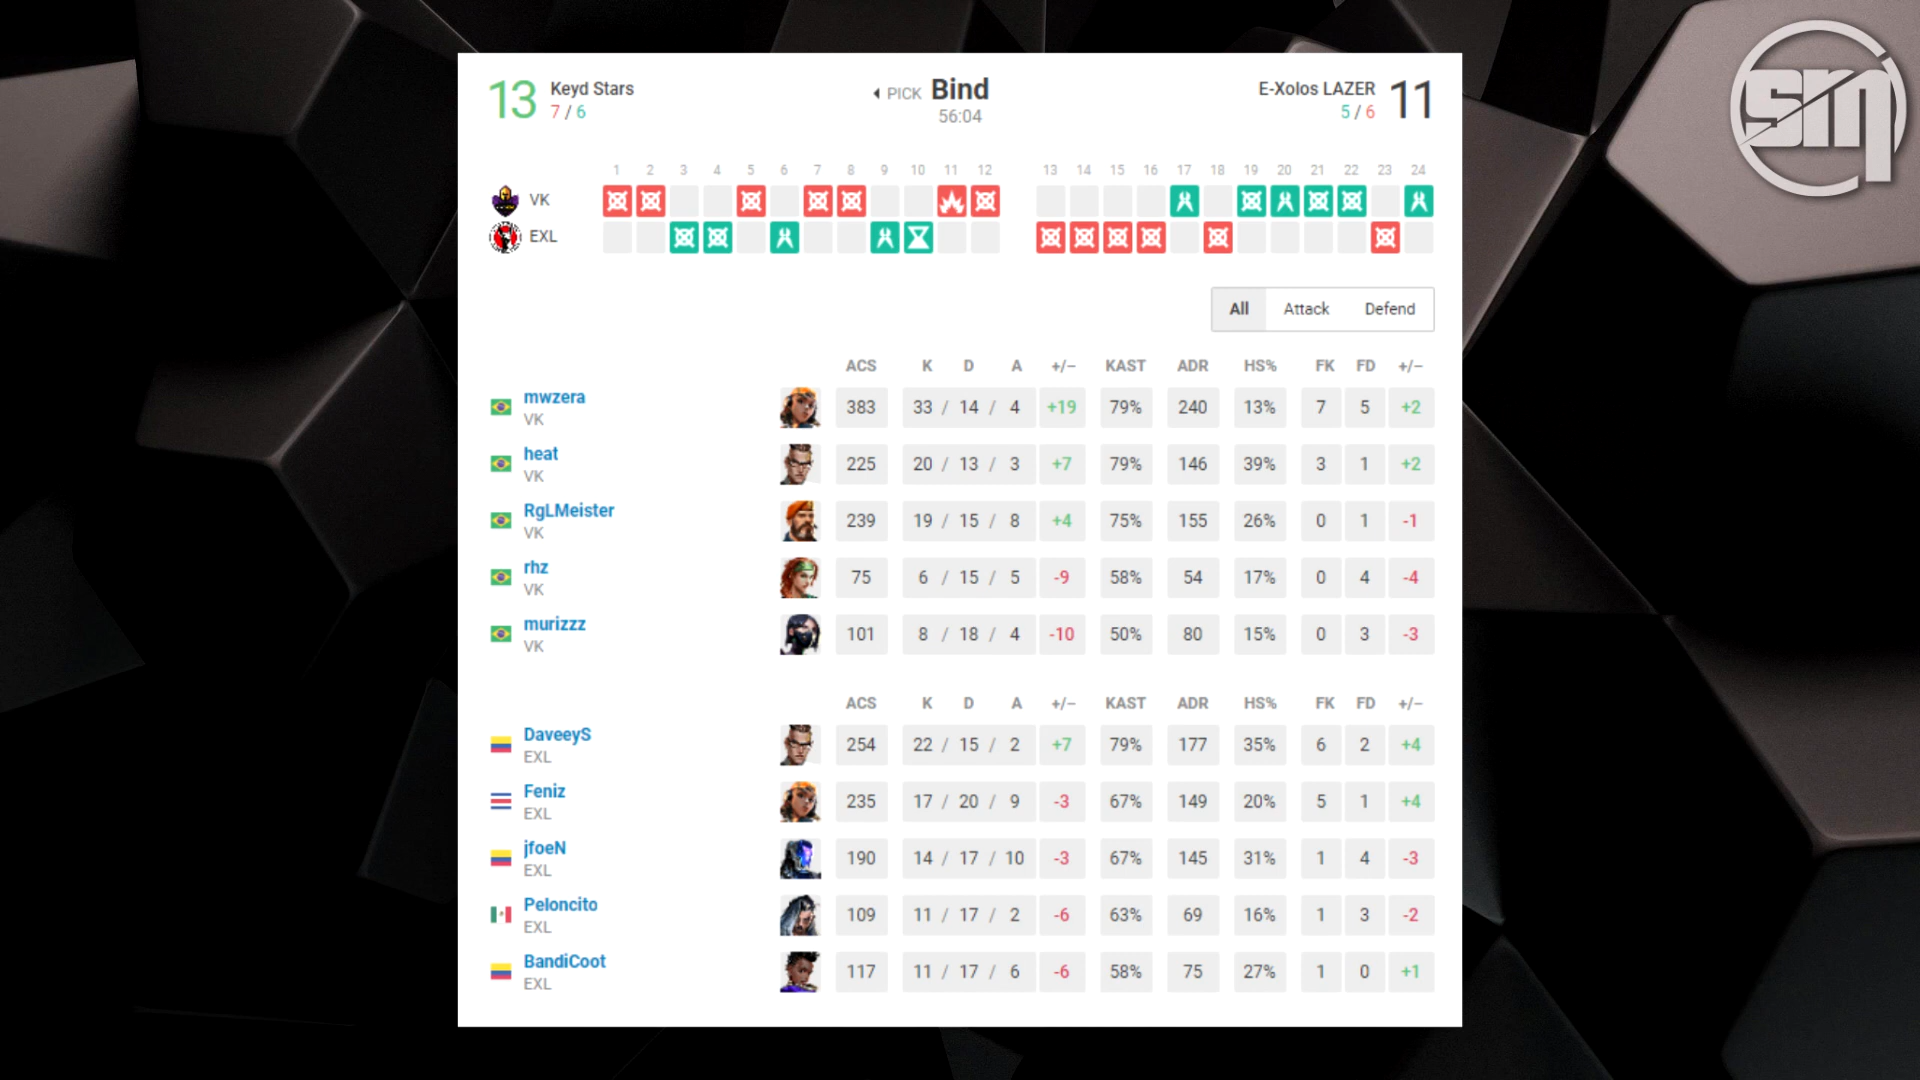 13 Keyd Stars PICK Bind E-Xolos LAZER 11
7 / 6 56:04 5 / 6
1 2 3 4 5 6 7 8 9 10 11 12 13 14 15 16 17 18 19 20 21 22 23 24
VK
EXL
All Attack Defend
ACS K D A +/– KAST ADR HS% FK FD +/–
mwzera VK 383 33 / 14 / 4 +19 79% 240 13% 7 5 +2
heat VK 225 20 / 13 / 3 +7 79% 146 39% 3 1 +2
RgLMeister VK 239 19 / 15 / 8 +4 75% 155 26% 0 1 -1
rhz VK 75 6 / 15 / 5 -9 58% 54 17% 0 4 -4
murizzz VK 101 8 / 18 / 4 -10 50% 80 15% 0 3 -3
ACS K D A +/– KAST ADR HS% FK FD +/–
DaveeyS EXL 254 22 / 15 / 2 +7 79% 177 35% 6 2 +4
Feniz EXL 235 17 / 20 / 9 -3 67% 149 20% 5 1 +4
jfoeN EXL 190 14 / 17 / 10 -3 67% 145 31% 1 4 -3
Peloncito EXL 109 11 / 17 / 2 -6 63% 69 16% 1 3 -2
BandiCoot EXL 117 11 / 17 / 6 -6 58% 75 27% 1 0 +1